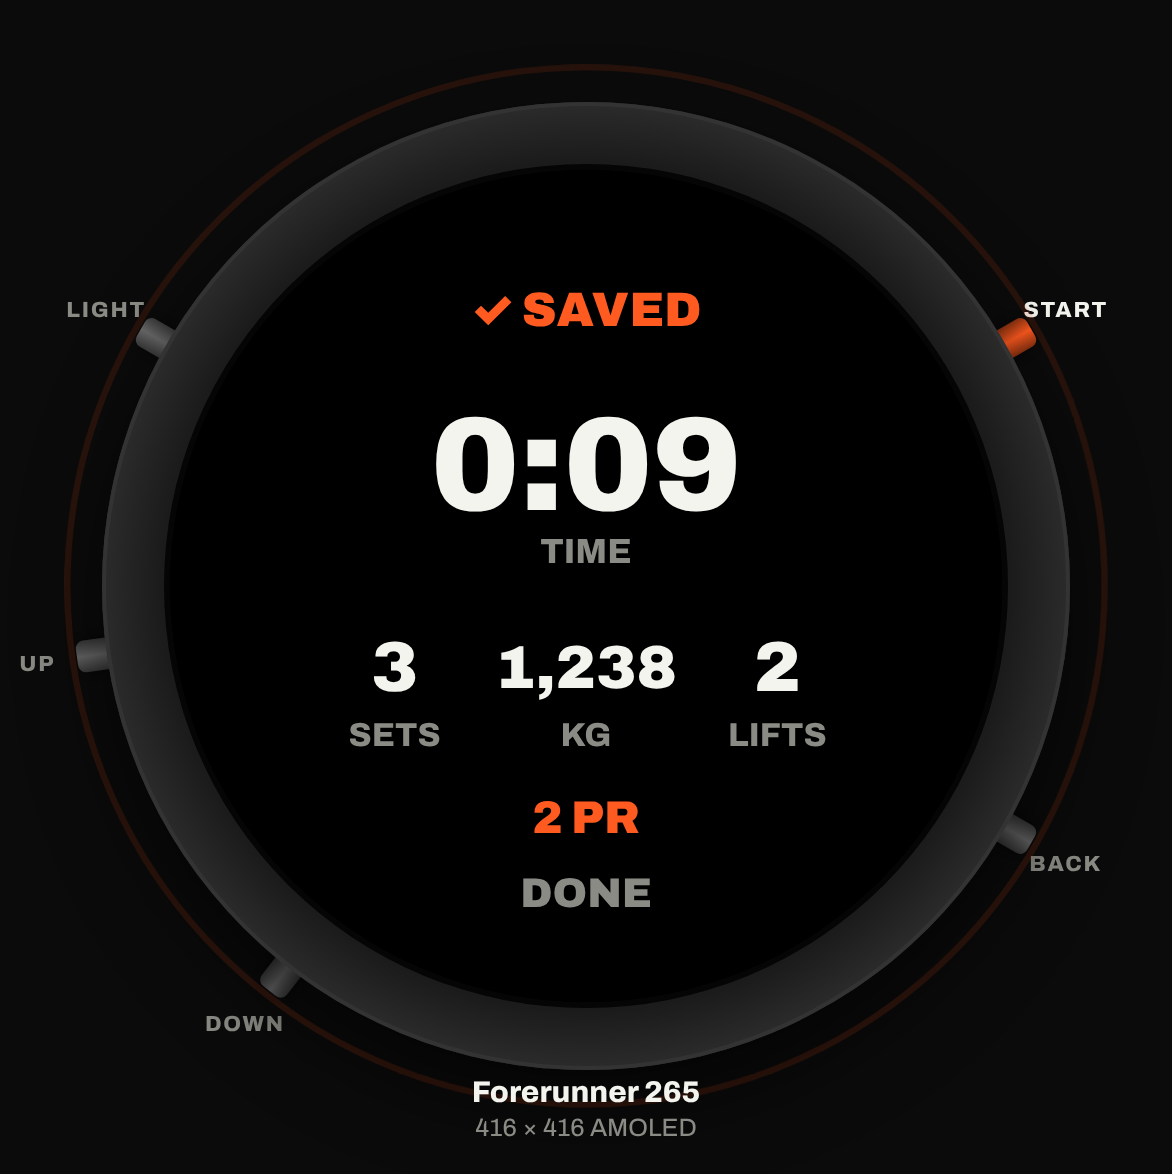 SAVED
LIGHT
START
0:09
TIME
3 1,238 2
SETS KG LIFTS
UP
2 PR
BACK
DONE
DOWN
Forerunner 265
416 × 416 AMOLED